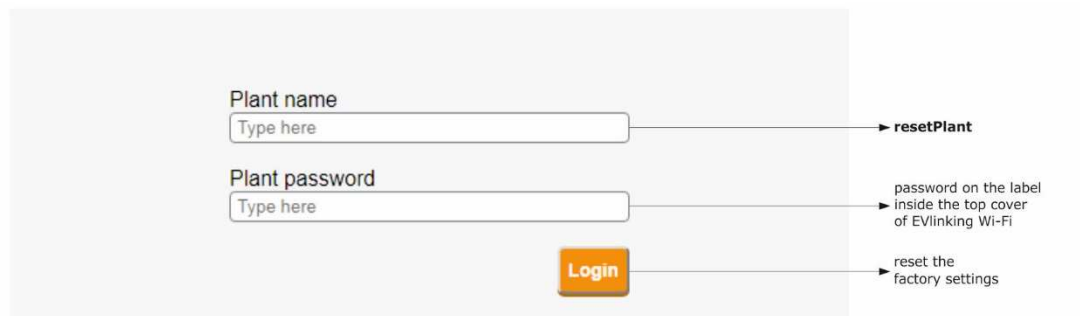 Plant name
Type here
resetPlant
Plant password
Type here
password on the label
inside the top cover
of EVlinking Wi-Fi
Login
reset the
factory settings